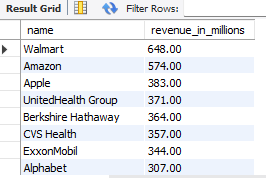 Result Grid Filter Rows:
name revenue_in_millions
Walmart 648.00
Amazon 574.00
Apple 383.00
UnitedHealth Group 371.00
Berkshire Hathaway 364.00
CVS Health 357.00
ExxonMobil 344.00
Alphabet 307.00